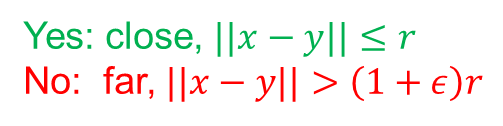 Yes: close, ||x − y|| ≤ r
No: far, ||x − y|| > (1 + ϵ)r